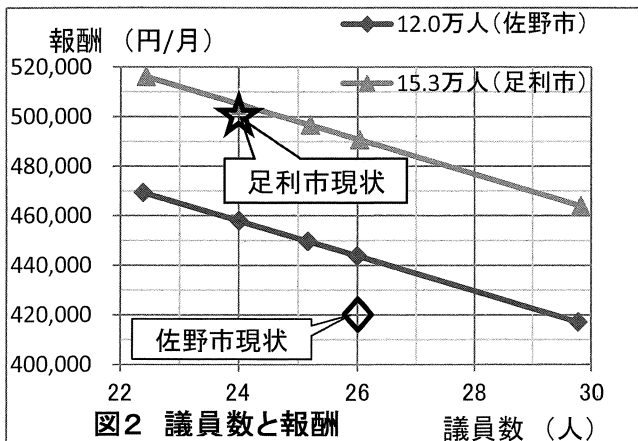 報酬 （円/月）
12.0万人（佐野市）
15.3万人（足利市）
520,000
500,000
480,000
460,000
440,000
420,000
400,000
足利市現状
佐野市現状
22 24 26 28 30
図2 議員数と報酬
議員数 （人）